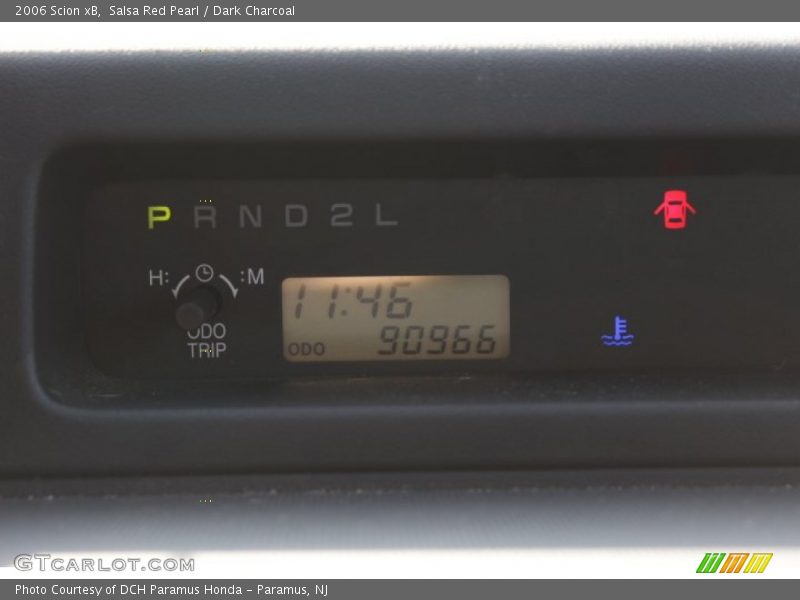 2006 Scion xB,  Salsa Red Pearl / Dark Charcoal
P R N D 2 L
H: :M
ODO
TRIP
11:46
ODO 90966
GTCARLOT.COM
Photo Courtesy of DCH Paramus Honda - Paramus, NJ